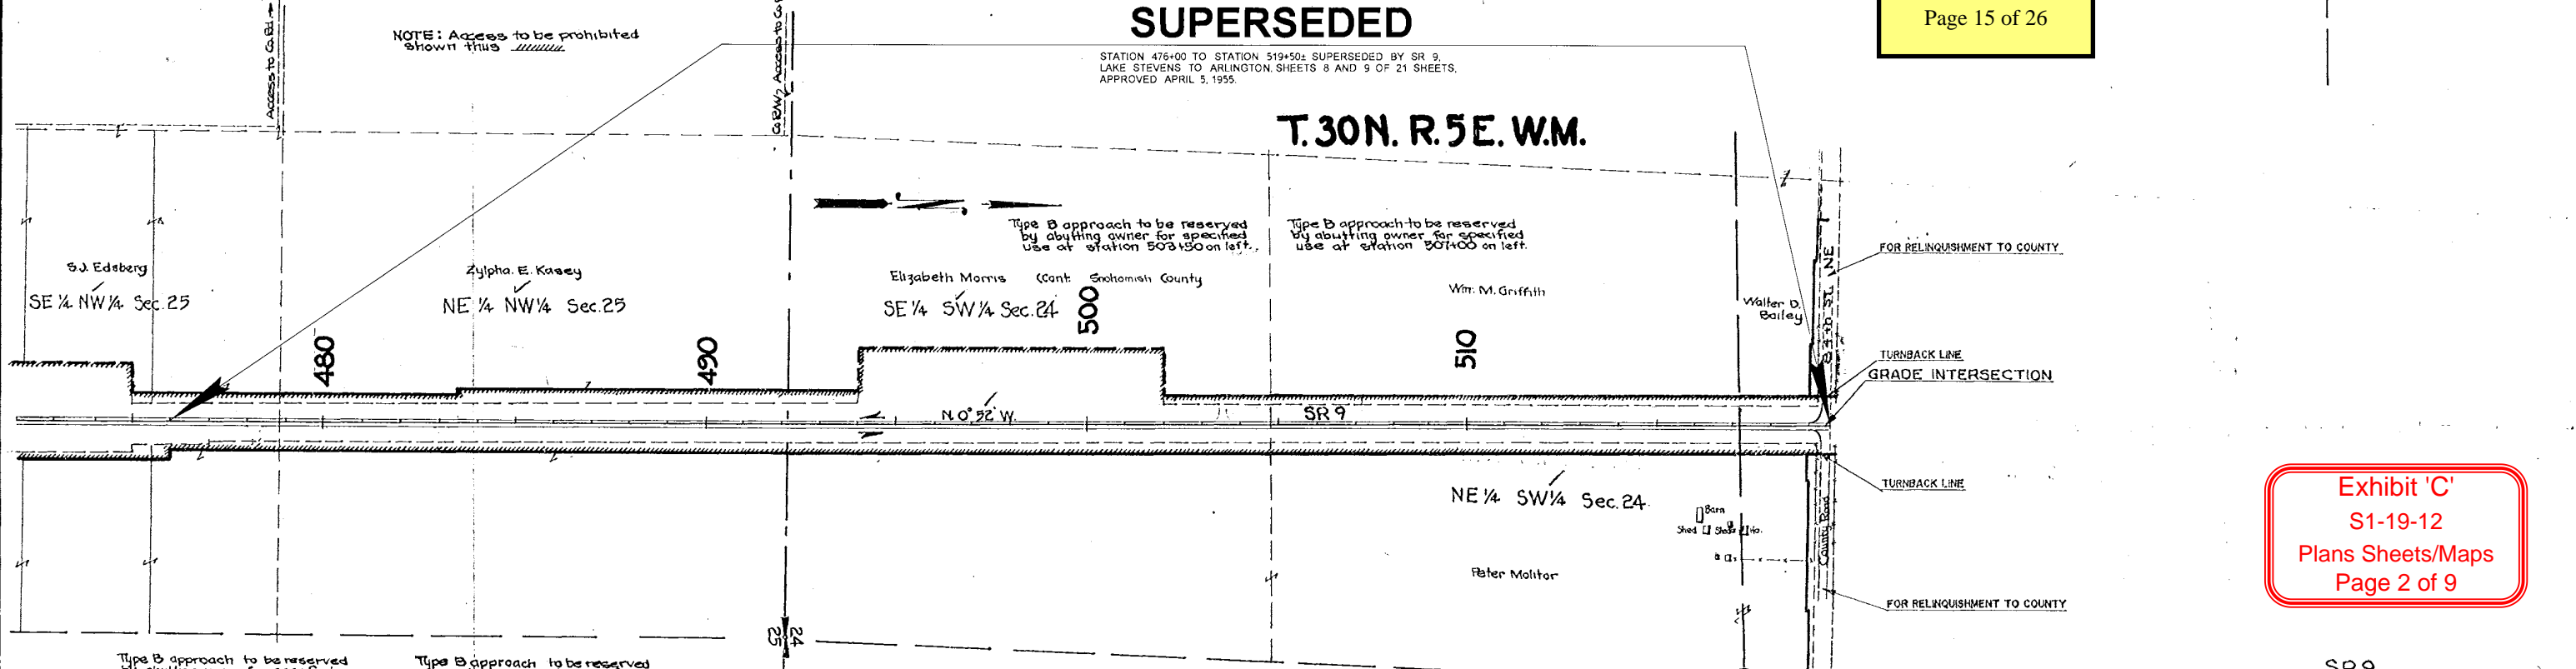 SUPERSEDED
STATION 476+00 TO STATION 519+50± SUPERSEDED BY SR 9,
LAKE STEVENS TO ARLINGTON, SHEETS 8 AND 9 OF 21 SHEETS,
APPROVED APRIL 5, 1955.
Page 15 of 26
NOTE: Access to be prohibited
shown thus
Access to Co. Rd.
T.30N. R.5E. W.M.
Type B approach to be reserved
by abutting owner for specified
use at station 503+50 on left.
Type B approach to be reserved
by abutting owner for specified
use at station 507+00 on left.
S.J. Edsberg
SE 1/4 NW 1/4 Sec. 25
Zylpha. E. Kasey
NE 1/4 NW 1/4 Sec. 25
Elizabeth Morris (Cont. Snohomish County
SE 1/4 SW 1/4 Sec. 24
Wm. M. Griffith
Walter D.
Bailey
FOR RELINQUISHMENT TO COUNTY
TURNBACK LINE
GRADE INTERSECTION
480
490
500
510
N. 0° 52' W.
SR 9
TURNBACK LINE
NE 1/4 SW 1/4 Sec. 24
Barn
Shed
Peter Molitor
County Road
FOR RELINQUISHMENT TO COUNTY
Exhibit 'C'
S1-19-12
Plans Sheets/Maps
Page 2 of 9
24
25
Type B approach to be reserved
Type B approach to be reserved
SR 9